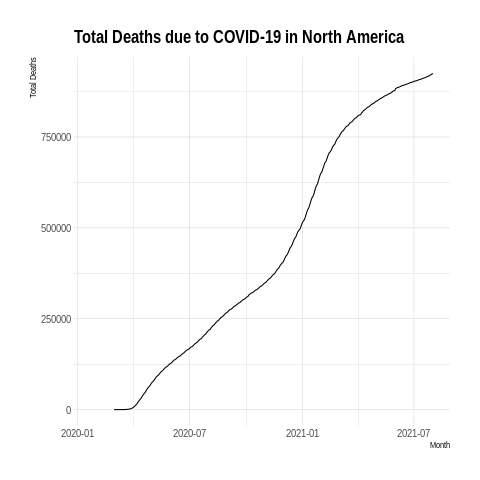 Total Deaths due to COVID-19 in North America
Total Deaths
750000
500000
250000
0
2020-01 2020-07 2021-01 2021-07
Month